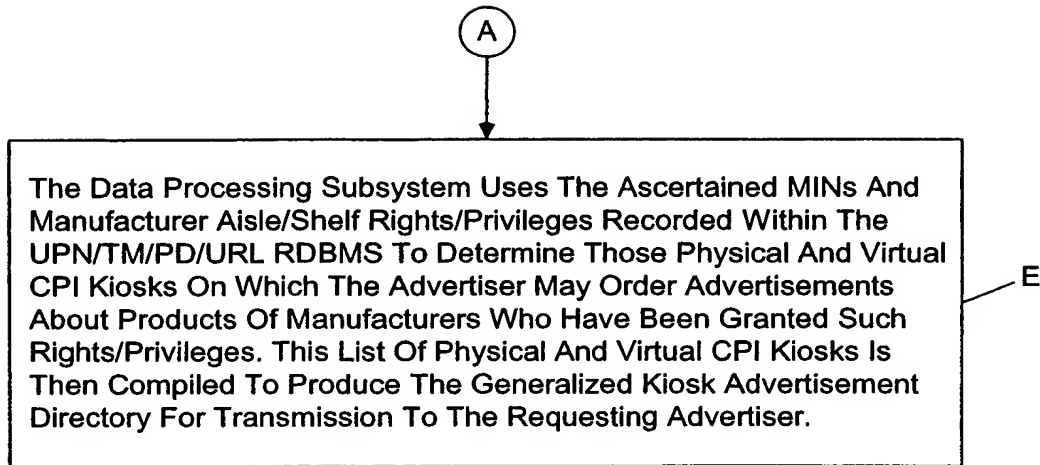 A
The Data Processing Subsystem Uses The Ascertained MINs And
Manufacturer Aisle/Shelf Rights/Privileges Recorded Within The
UPN/TM/PD/URL RDBMS To Determine Those Physical And Virtual
CPI Kiosks On Which The Advertiser May Order Advertisements
About Products Of Manufacturers Who Have Been Granted Such
Rights/Privileges. This List Of Physical And Virtual CPI Kiosks Is
Then Compiled To Produce The Generalized Kiosk Advertisement
Directory For Transmission To The Requesting Advertiser.
E